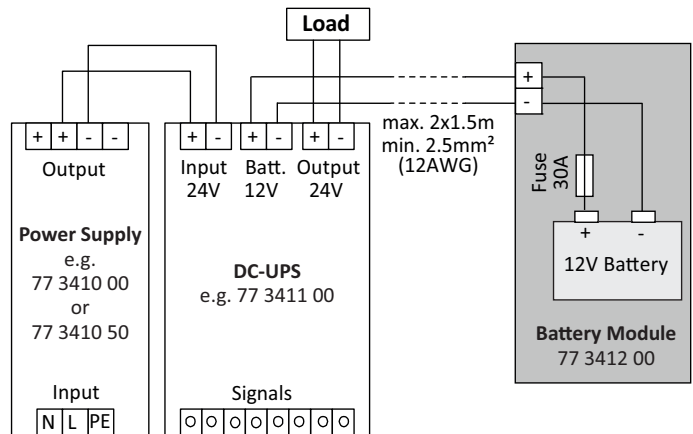 Load
+ + - -
Output
Power Supply
e.g.
77 3410 00
or
77 3410 50
Input
N L PE
+ - + - + -
Input Batt. Output
24V 12V 24V
DC-UPS
e.g. 77 3411 00
Signals
max. 2x1.5m
min. 2.5mm²
(12AWG)
+
-
Fuse
30A
+ -
12V Battery
Battery Module
77 3412 00